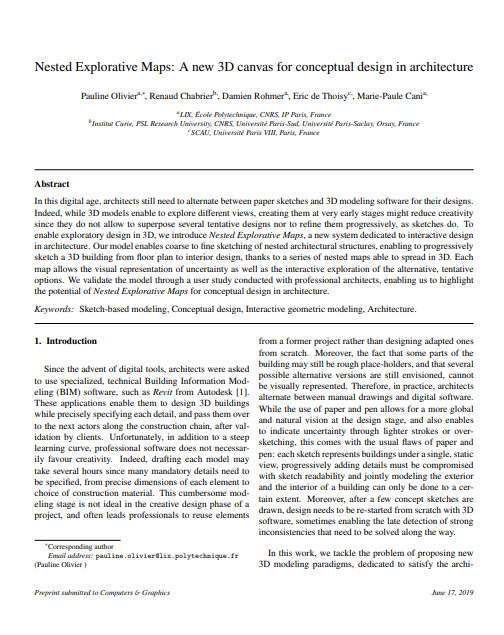 Nested Explorative Maps: A new 3D canvas for conceptual design in architecture
Pauline Olivierᵃ,*, Renaud Chabrierᵇ, Damien Rohmerᵃ, Eric de Thoisyᶜ, Marie-Paule Caniᵃ
ᵃLIX, École Polytechnique, CNRS, IP Paris, France
ᵇInstitut Curie, PSL Research University, CNRS, Université Paris-Sud, Université Paris-Saclay, Orsay, France
ᶜSCAU, Université Paris VIII, Paris, France
Abstract
In this digital age, architects still need to alternate between paper sketches and 3D modeling software for their designs.
Indeed, while 3D models enable to explore different views, creating them at very early stages might reduce creativity
since they do not allow to superpose several tentative designs nor to refine them progressively, as sketches do. To
enable exploratory design in 3D, we introduce Nested Explorative Maps, a new system dedicated to interactive design
in architecture. Our model enables coarse to fine sketching of nested architectural structures, enabling to progressively
sketch a 3D building from floor plan to interior design, thanks to a series of nested maps able to spread in 3D. Each
map allows the visual representation of uncertainty as well as the interactive exploration of the alternative, tentative
options. We validate the model through a user study conducted with professional architects, enabling us to highlight
the potential of Nested Explorative Maps for conceptual design in architecture.
Keywords: Sketch-based modeling, Conceptual design, Interactive geometric modeling, Architecture.
1. Introduction
Since the advent of digital tools, architects were asked
to use specialized, technical Building Information Mod-
eling (BIM) software, such as Revit from Autodesk [1].
These applications enable them to design 3D buildings
while precisely specifying each detail, and pass them over
to the next actors along the construction chain, after val-
idation by clients. Unfortunately, in addition to a steep
learning curve, professional software does not necessar-
ily favour creativity. Indeed, drafting each model may
take several hours since many mandatory details need to
be specified, from precise dimensions of each element to
choice of construction material. This cumbersome mod-
eling stage is not ideal in the creative design phase of a
project, and often leads professionals to reuse elements
*Corresponding author
Email address: pauline.olivier@lix.polytechnique.fr
(Pauline Olivier )
from a former project rather than designing adapted ones
from scratch. Moreover, the fact that some parts of the
building may still be rough place-holders, and that several
possible alternative versions are still envisioned, cannot
be visually represented. Therefore, in practice, architects
alternate between manual drawings and digital software.
While the use of paper and pen allows for a more global
and natural vision at the design stage, and also enables
to indicate uncertainty through lighter strokes or over-
sketching, this comes with the usual flaws of paper and
pen: each sketch represents buildings under a single, static
view, progressively adding details must be compromised
with sketch readability and jointly modeling the exterior
and the interior of a building can only be done to a cer-
tain extent. Moreover, after a few concept sketches are
drawn, design needs to be re-started from scratch with 3D
software, sometimes enabling the late detection of strong
inconsistencies that need to be solved along the way.
In this work, we tackle the problem of proposing new
3D modeling paradigms, dedicated to satisfy the archi-
Preprint submitted to Computers & Graphics
June 17, 2019